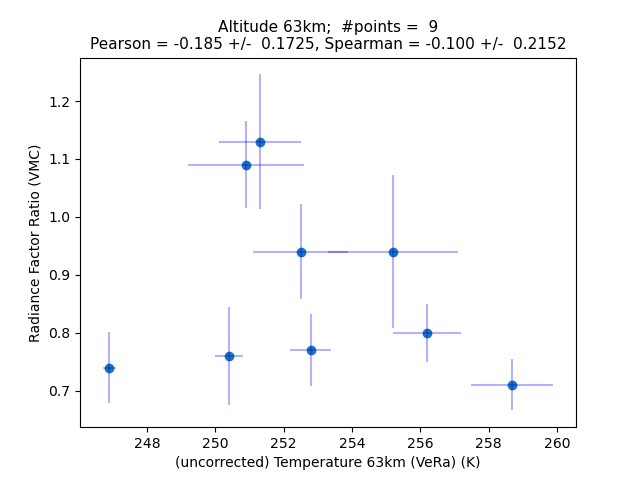 Altitude 63km;  #points =  9
Pearson = -0.185 +/-  0.1725, Spearman = -0.100 +/-  0.2152
1.2
1.1
1.0
0.9
0.8
0.7
Radiance Factor Ratio (VMC)
248 250 252 254 256 258 260
(uncorrected) Temperature 63km (VeRa) (K)